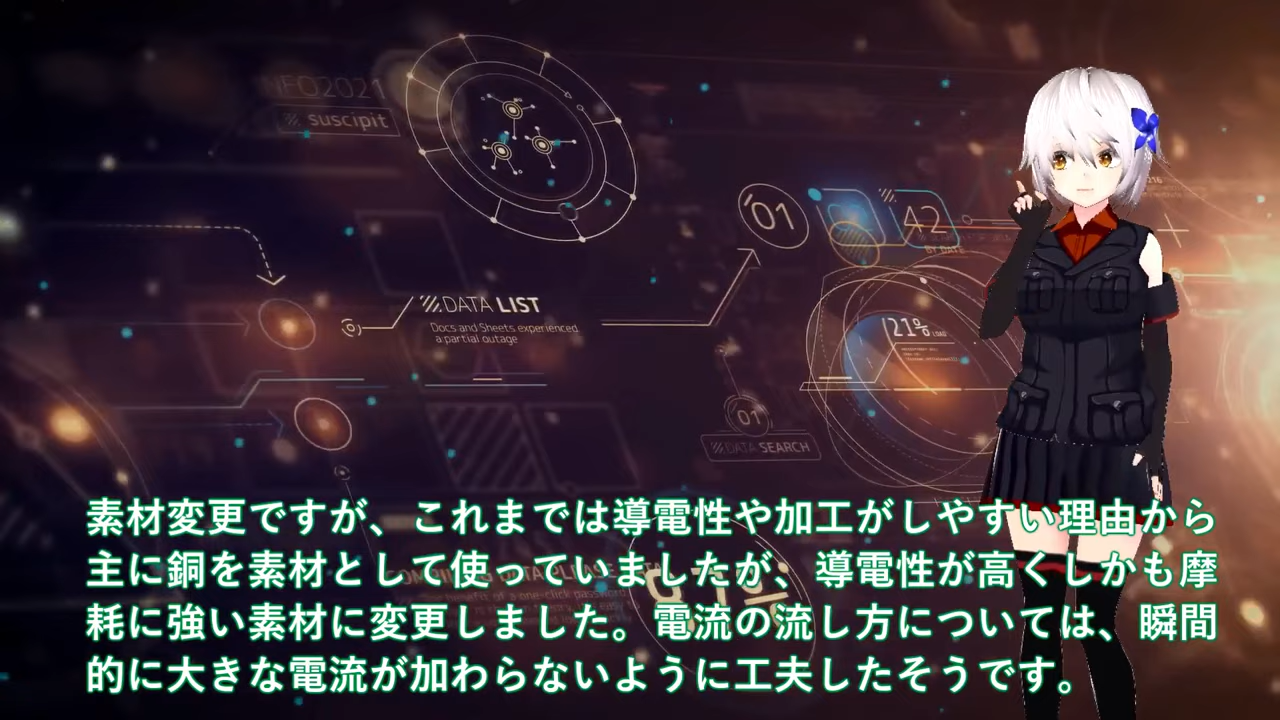 NFO2021
suscipit
'01
42
BY DATE
DATA LIST
Docs and Sheets experienced
a partial outage
21%
01
DATA SEARCH
素材変更ですが、これまでは導電性や加工がしやすい理由から
主に銅を素材として使っていましたが、導電性が高くしかも摩
耗に強い素材に変更しました。電流の流し方については、瞬間
的に大きな電流が加わらないように工夫したそうです。